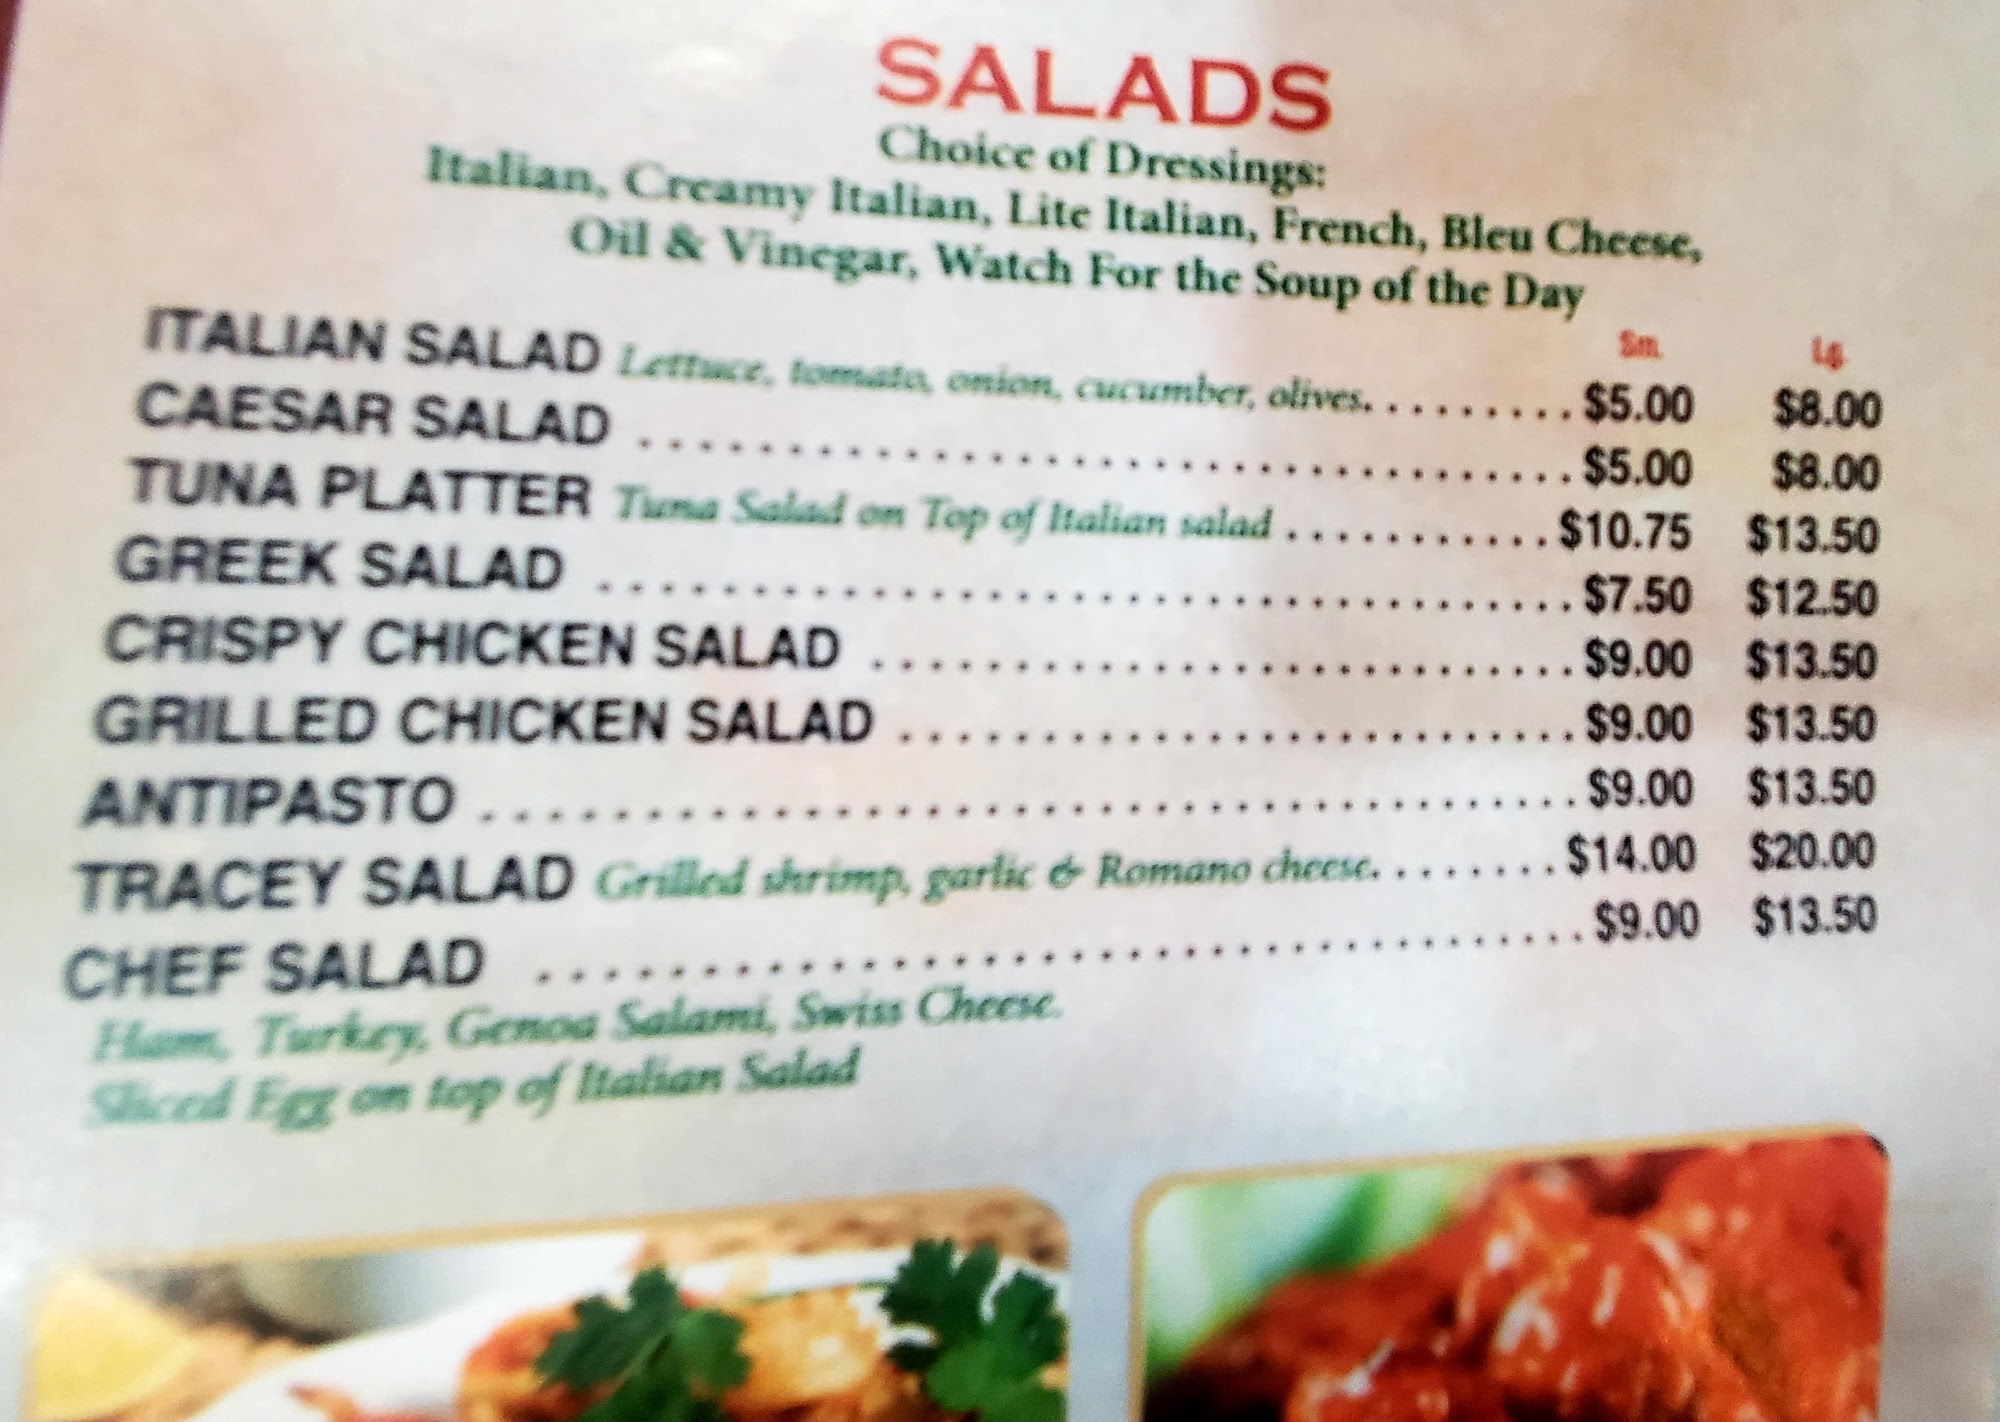 SALADS
Choice of Dressings:
Italian, Creamy Italian, Lite Italian, French, Bleu Cheese,
Oil & Vinegar, Watch For the Soup of the Day
Sm. Lg.
ITALIAN SALAD Lettuce, tomato, onion, cucumber, olives. . . . . . . . . . $5.00 $8.00
CAESAR SALAD . . . . . . . . . . . . . . . . . . . . . . . . . . . . . . . . . . $5.00 $8.00
TUNA PLATTER Tuna Salad on Top of Italian salad . . . . . . . . . . . $10.75 $13.50
GREEK SALAD . . . . . . . . . . . . . . . . . . . . . . . . . . . . . . . . . . . $7.50 $12.50
CRISPY CHICKEN SALAD . . . . . . . . . . . . . . . . . . . . . . . . . $9.00 $13.50
GRILLED CHICKEN SALAD . . . . . . . . . . . . . . . . . . . . . . . . $9.00 $13.50
ANTIPASTO . . . . . . . . . . . . . . . . . . . . . . . . . . . . . . . . . . . . . . $9.00 $13.50
TRACEY SALAD Grilled shrimp, garlic & Romano cheese. . . . . . . . $14.00 $20.00
CHEF SALAD . . . . . . . . . . . . . . . . . . . . . . . . . . . . . . . . . . . . . $9.00 $13.50
Ham, Turkey, Genoa Salami, Swiss Cheese.
Sliced Egg on top of Italian Salad